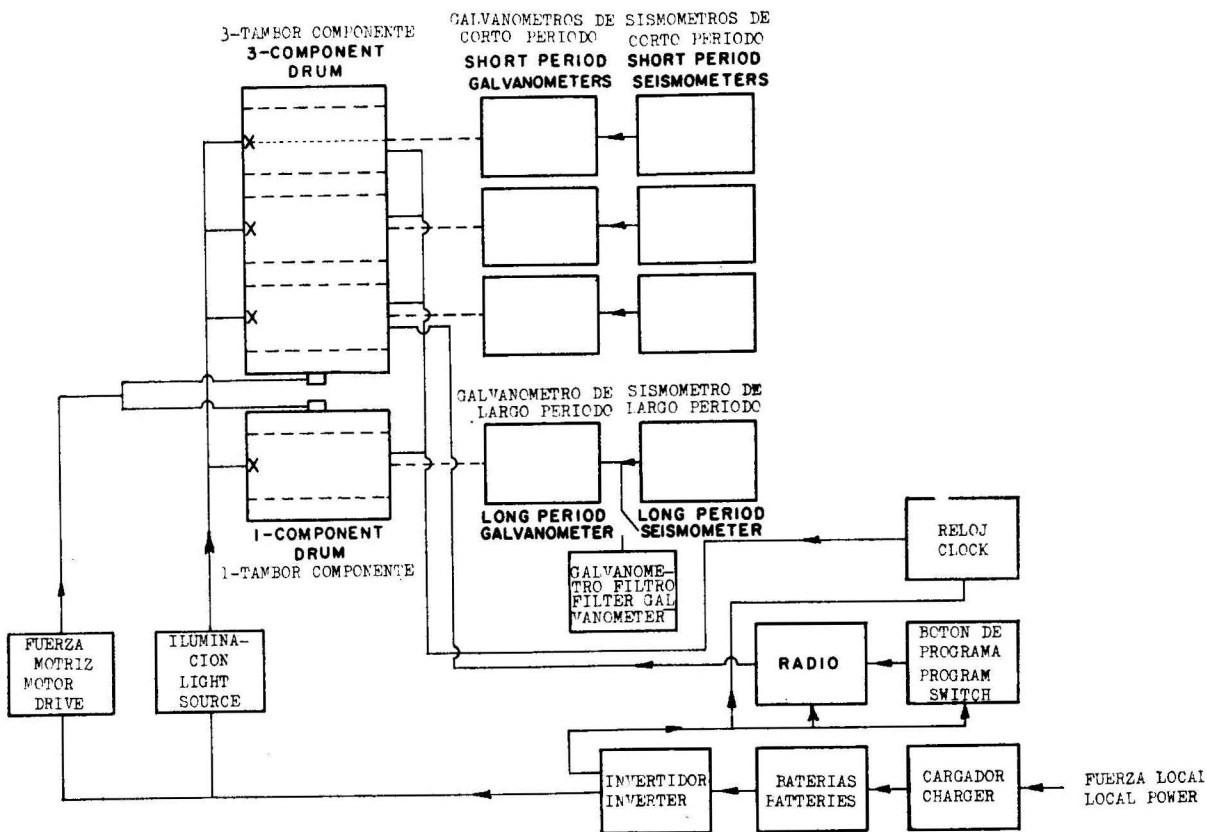 3-TAMBOR COMPONENTE
3-COMPONENT
DRUM
GALVANOMETROS DE
CORTO PERIODO
SHORT PERIOD
GALVANOMETERS
SISMOMETROS DE
CORTO PERIODO
SHORT PERIOD
SEISMOMETERS
GALVANOMETRO DE
LARGO PERIODO
SISMOMETRO DE
LARGO PERIODO
LONG PERIOD
GALVANOMETER
LONG PERIOD
SEISMOMETER
1-COMPONENT
DRUM
1-TAMBOR COMPONENTE
GALVANOME-
TRO FILTRO
FILTER GAL
VANOMETER
RELOJ
CLOCK
FUERZA
MOTRIZ
MOTOR
DRIVE
ILUMINA-
CION
LIGHT
SOURCE
RADIO
BOTON DE
PROGRAMA
PROGRAM
SWITCH
INVERTIDOR
INVERTER
BATERIAS
BATTERIES
CARGADOR
CHARGER
FUERZA LOCAL
LOCAL POWER